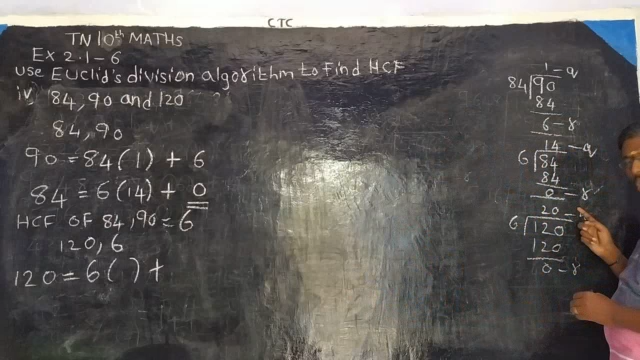 CTC
TN 10th MATHS
Ex 2.1-6
use EUclid's division algorithm to Find HCF
iv, 84, 90 and 120
84, 90
90 = 84(1) + 6
84 = 6(14) + 0
HCF OF 84, 90 = 6
120, 6
120 = 6( ) +
1 - q
84 90
84
6 - r
14 - q
6 84
84
0 - r
20 -
6 120
120
0 - r